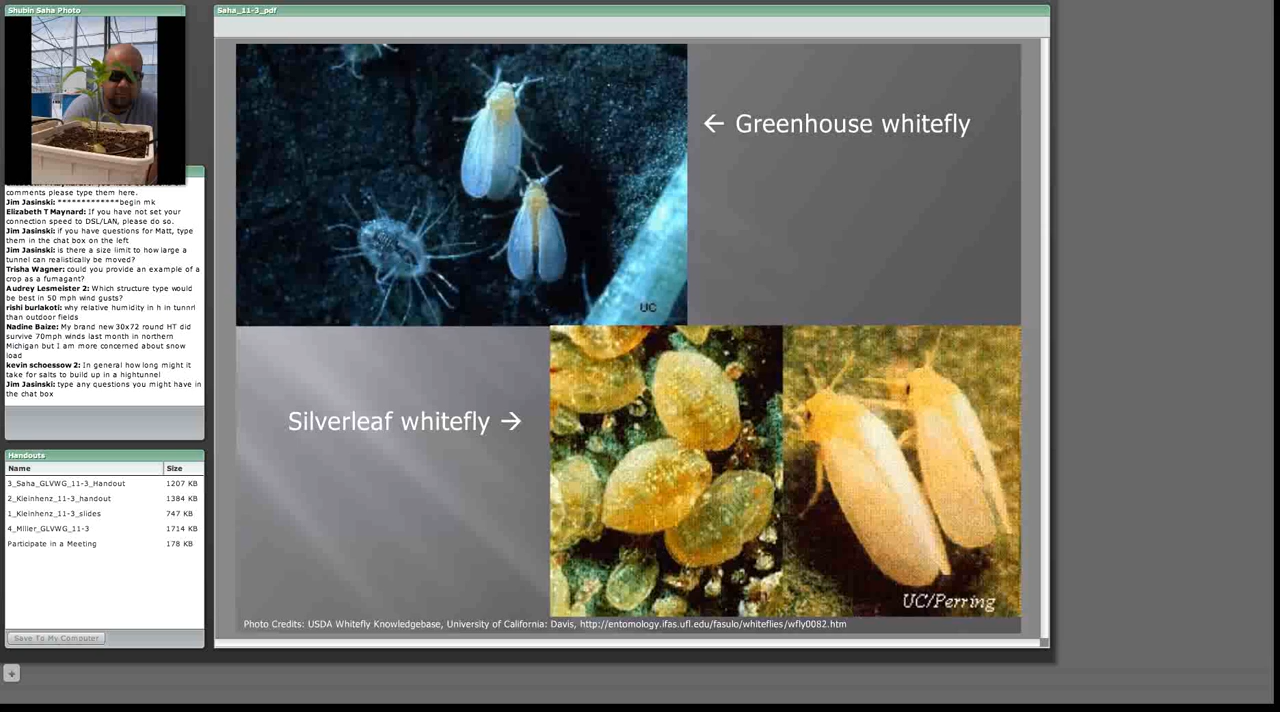 Shubin Saha Photo
comments please type them here.
Jim Jasinski: *************begin mk
Elizabeth T Maynard: If you have not set your
connection speed to DSL/LAN, please do so.
Jim Jasinski: if you have questions for Matt, type
them in the chat box on the left
Jim Jasinski: is there a size limit to how iarge a
tunnel can realistically be moved?
Trisha Wagner: could you provide an example of a
crop as a fumagant?
Audrey Lesmeister 2: Which structure type would
be best in 50 mph wind gusts?
rishi burlakoti: why relative humidity in h in tunnrl
than outdoor fields
Nadine Baize: My brand new 30x72 round HT did
survive 70mph winds last month in northern
Michigan but I am more concerned about snow
load
kevin schoessow 2: In general how long might it
take for salts to build up in a hightunnel
Jim Jasinski: type any questions you might have in
the chat box
Handouts
Name Size
3_Saha_GLVWG_11-3_Handout 1207 KB
2_Kleinhenz_11-3_handout 1384 KB
1_Kleinhenz_11-3_slides 747 KB
4_Miller_GLVWG_11-3 1714 KB
Participate in a Meeting 178 KB
Save To My Computer
Saha_11-3_pdf
← Greenhouse whitefly
UC
Silverleaf whitefly →
UC/Perring
Photo Credits: USDA Whitefly Knowledgebase, University of California: Davis, http://entomology.ifas.ufl.edu/fasulo/whiteflies/wfly0082.htm